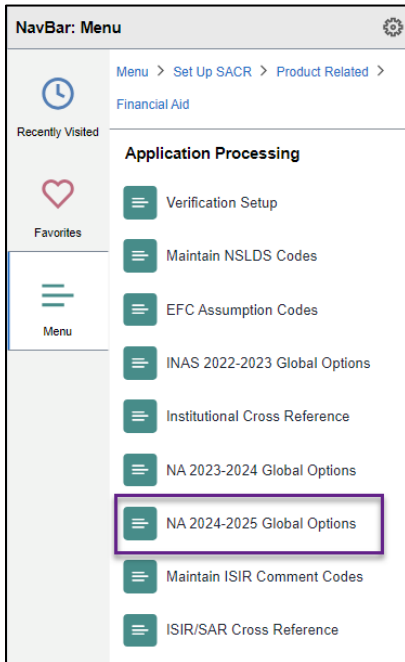 NavBar: Menu
Menu > Set Up SACR > Product Related >
Financial Aid
Recently Visited
Favorites
Menu
Application Processing
Verification Setup
Maintain NSLDS Codes
EFC Assumption Codes
INAS 2022-2023 Global Options
Institutional Cross Reference
NA 2023-2024 Global Options
NA 2024-2025 Global Options
Maintain ISIR Comment Codes
ISIR/SAR Cross Reference